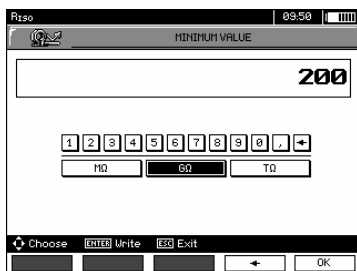 RISO 09:50
MINIMUM VALUE
200
1 2 3 4 5 6 7 8 9 0 , ←
MΩ GΩ TΩ
Choose ENTER Write ESC Exit
← OK